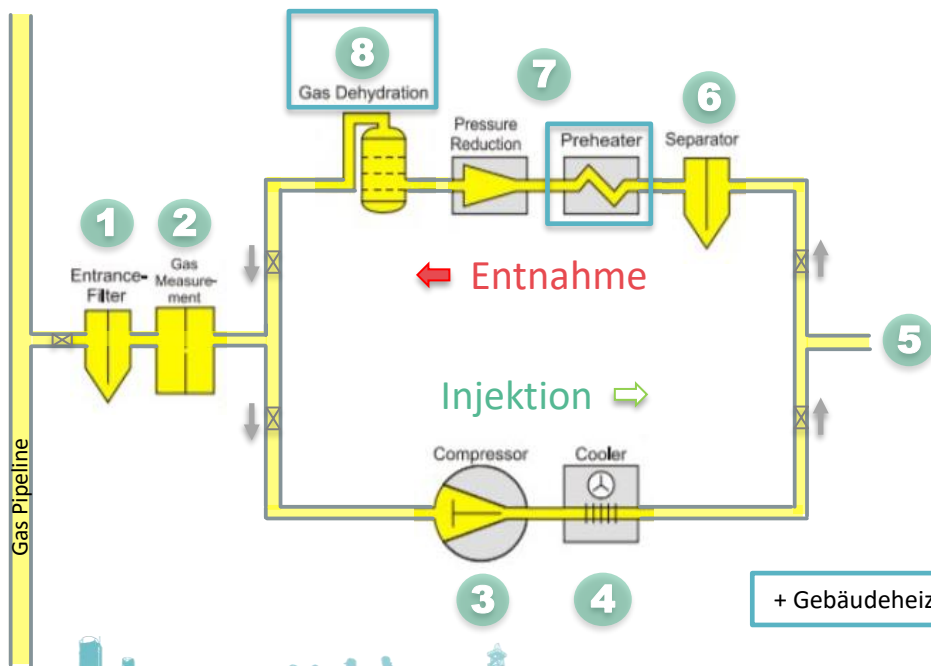 8
Gas Dehydration
7
Pressure
Reduction
Preheater
6
Separator
1
2
Entrance-
Filter
Gas
Measure-
ment
Entnahme
5
Injektion
Compressor
Cooler
Gas Pipeline
3
4
+ Gebäudeheiz